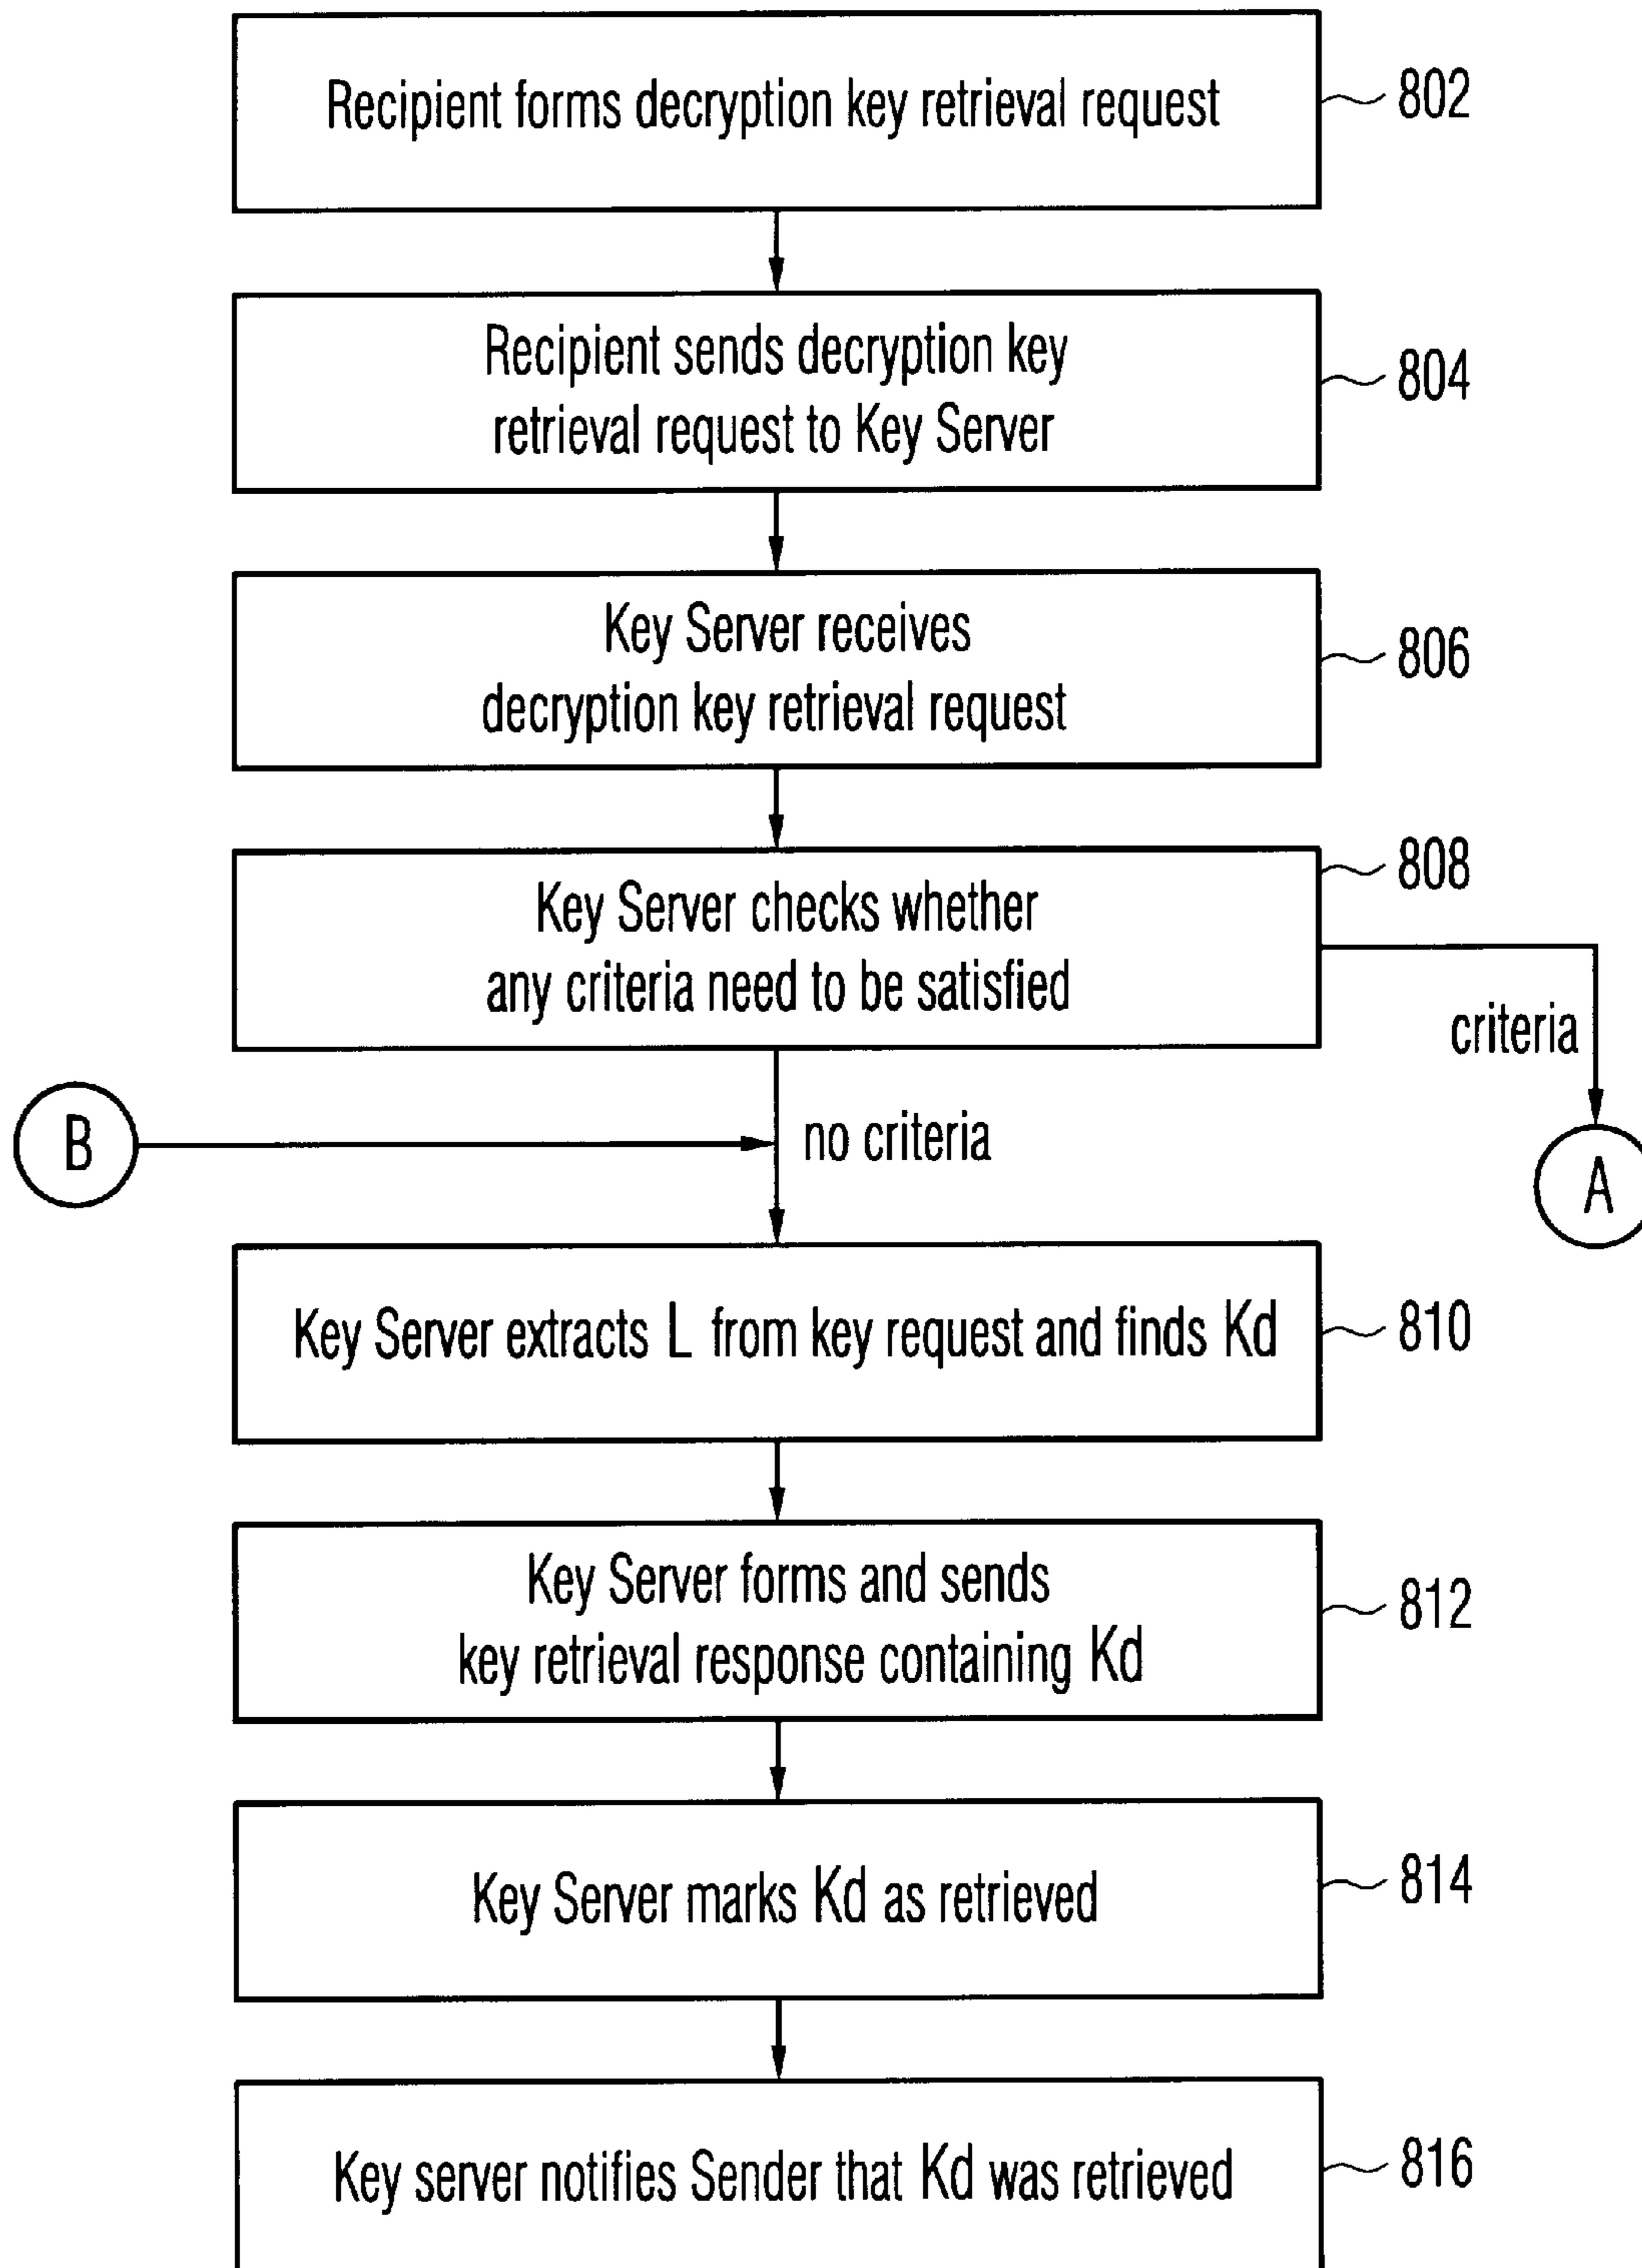 Recipient forms decryption key retrieval request
802
Recipient sends decryption key
retrieval request to Key Server
804
Key Server receives
decryption key retrieval request
806
Key Server checks whether
any criteria need to be satisfied
808
criteria
B
no criteria
A
Key Server extracts L from key request and finds Kd
810
Key Server forms and sends
key retrieval response containing Kd
812
Key Server marks Kd as retrieved
814
Key server notifies Sender that Kd was retrieved
816